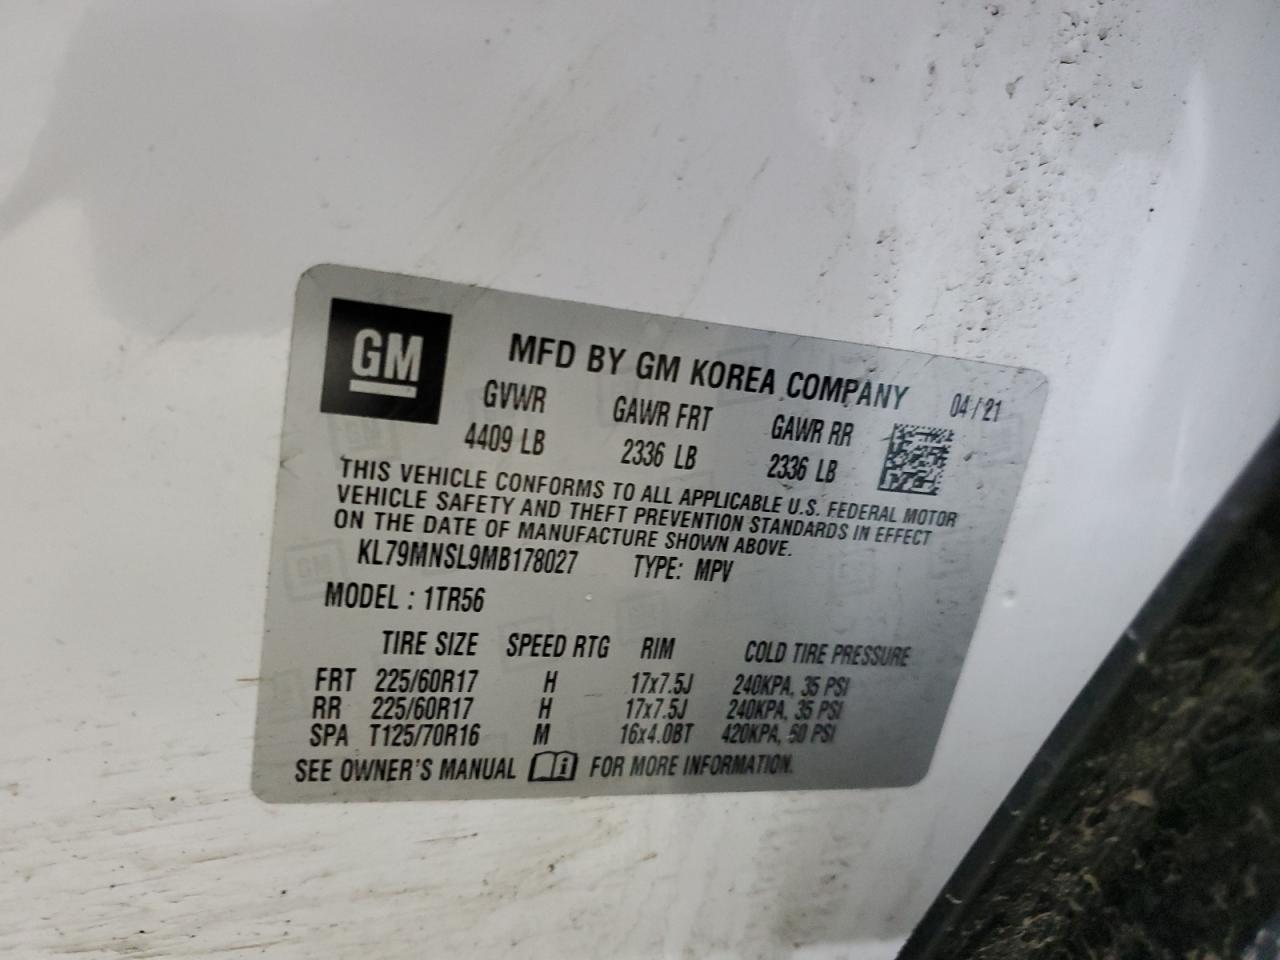 GM
MFD BY GM KOREA COMPANY 04/21
GVWR GAWR FRT GAWR RR
4409 LB 2336 LB 2336 LB
THIS VEHICLE CONFORMS TO ALL APPLICABLE U.S. FEDERAL MOTOR
VEHICLE SAFETY AND THEFT PREVENTION STANDARDS IN EFFECT
ON THE DATE OF MANUFACTURE SHOWN ABOVE.
KL79MNSL9MB178027 TYPE: MPV
MODEL : 1TR56
TIRE SIZE SPEED RTG RIM COLD TIRE PRESSURE
FRT 225/60R17 H 17x7.5J 240KPA, 35 PSI
RR 225/60R17 H 17x7.5J 240KPA, 35 PSI
SPA T125/70R16 M 16x4.0BT 420KPA, 60 PSI
SEE OWNER'S MANUAL FOR MORE INFORMATION.